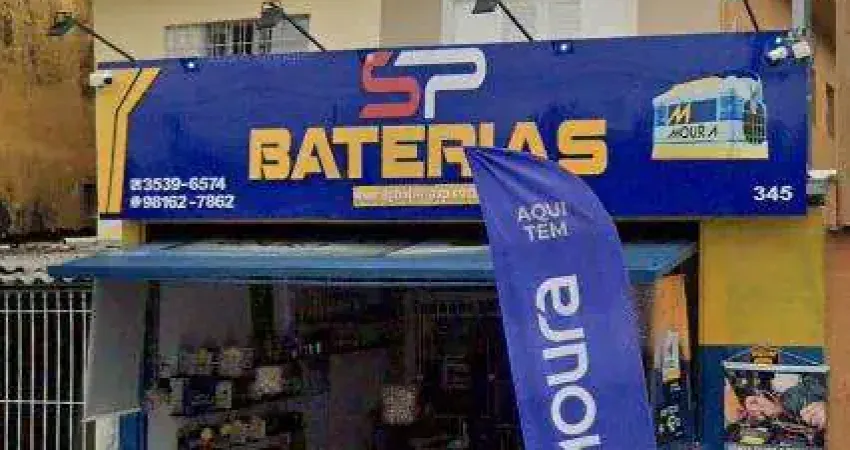 SP
BATERIAS
3539-6574
98162-7862
345
M
MOURA
AQUI
TEM
moura